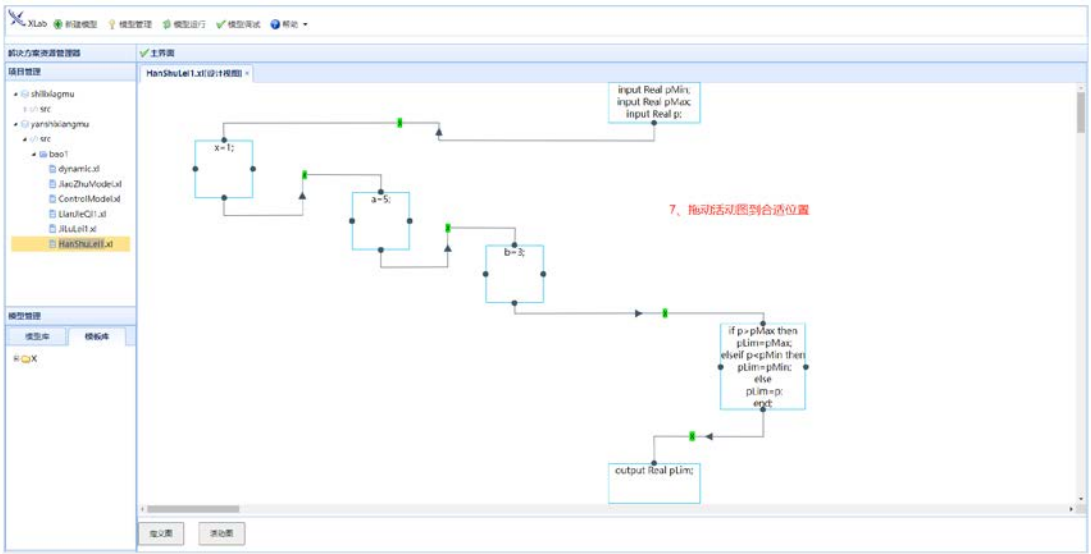 XLab 新建模型 模型管理 模型运行 模型调试 帮助
解决方案资源管理器
主界面
项目管理
HanShuLei1.xl[设计视图] ×
shilixiagmu
src
yanshixiangmu
src
bao1
dynamic.xl
JiaoZhuModel.xl
ControlModel.xl
LianJieQi1.xl
JiLuLei1.xl
HanShuLei1.xl
模型管理
模型库 模板库
X
input Real pMin;
input Real pMax;
input Real p;
X
x=1;
X
a=5;
X
b=3;
7、拖动活动图到合适位置
X
if p>pMax then
pLim=pMax;
elseif p<pMin then
pLim=pMin;
else
pLim=p;
end;
X
output Real pLim;
定义图 活动图